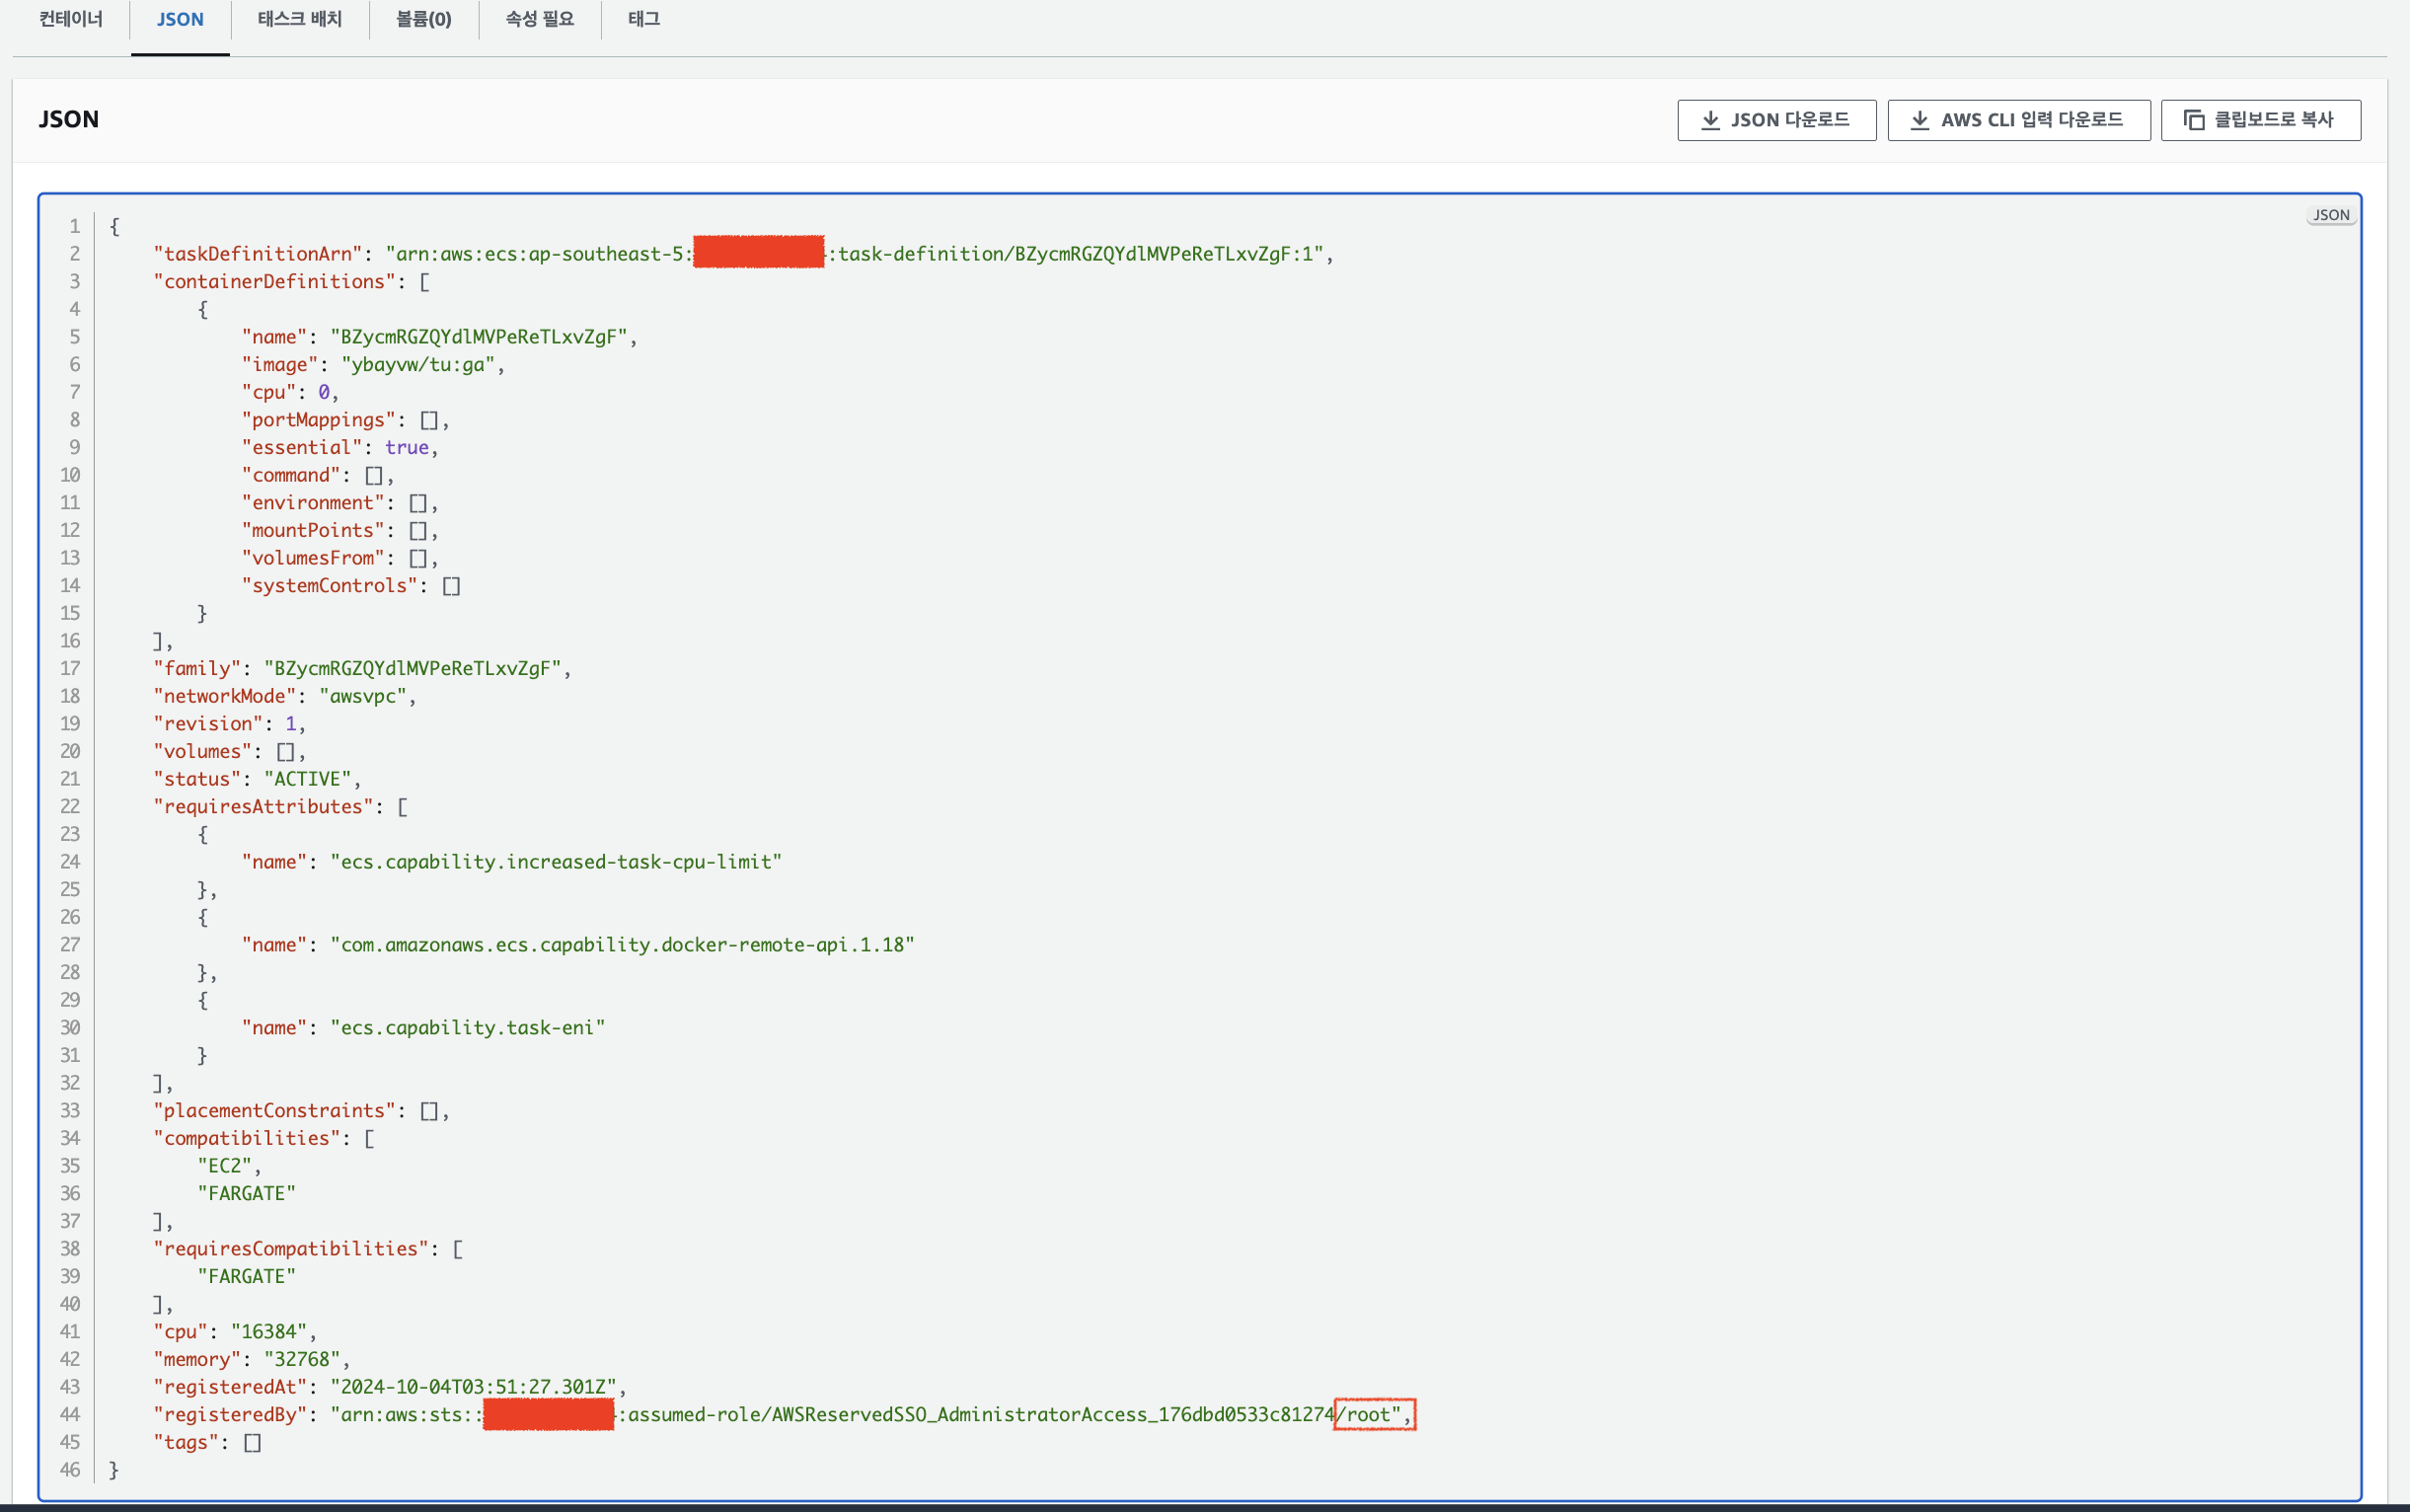 컨테이너 JSON 태스크 배치 볼륨(0) 속성 필요 태그
JSON JSON 다운로드 AWS CLI 입력 다운로드 클립보드로 복사
JSON
1 {
2 "taskDefinitionArn": "arn:aws:ecs:ap-southeast-5: :task-definition/BZycmRGZQYdlMVPeReTLxvZgF:1",
3 "containerDefinitions": [
4 {
5 "name": "BZycmRGZQYdlMVPeReTLxvZgF",
6 "image": "ybayvw/tu:ga",
7 "cpu": 0,
8 "portMappings": [],
9 "essential": true,
10 "command": [],
11 "environment": [],
12 "mountPoints": [],
13 "volumesFrom": [],
14 "systemControls": []
15 }
16 ],
17 "family": "BZycmRGZQYdlMVPeReTLxvZgF",
18 "networkMode": "awsvpc",
19 "revision": 1,
20 "volumes": [],
21 "status": "ACTIVE",
22 "requiresAttributes": [
23 {
24 "name": "ecs.capability.increased-task-cpu-limit"
25 },
26 {
27 "name": "com.amazonaws.ecs.capability.docker-remote-api.1.18"
28 },
29 {
30 "name": "ecs.capability.task-eni"
31 }
32 ],
33 "placementConstraints": [],
34 "compatibilities": [
35 "EC2",
36 "FARGATE"
37 ],
38 "requiresCompatibilities": [
39 "FARGATE"
40 ],
41 "cpu": "16384",
42 "memory": "32768",
43 "registeredAt": "2024-10-04T03:51:27.301Z",
44 "registeredBy": "arn:aws:sts:: :assumed-role/AWSReservedSSO_AdministratorAccess_176dbd0533c81274/root",
45 "tags": []
46 }